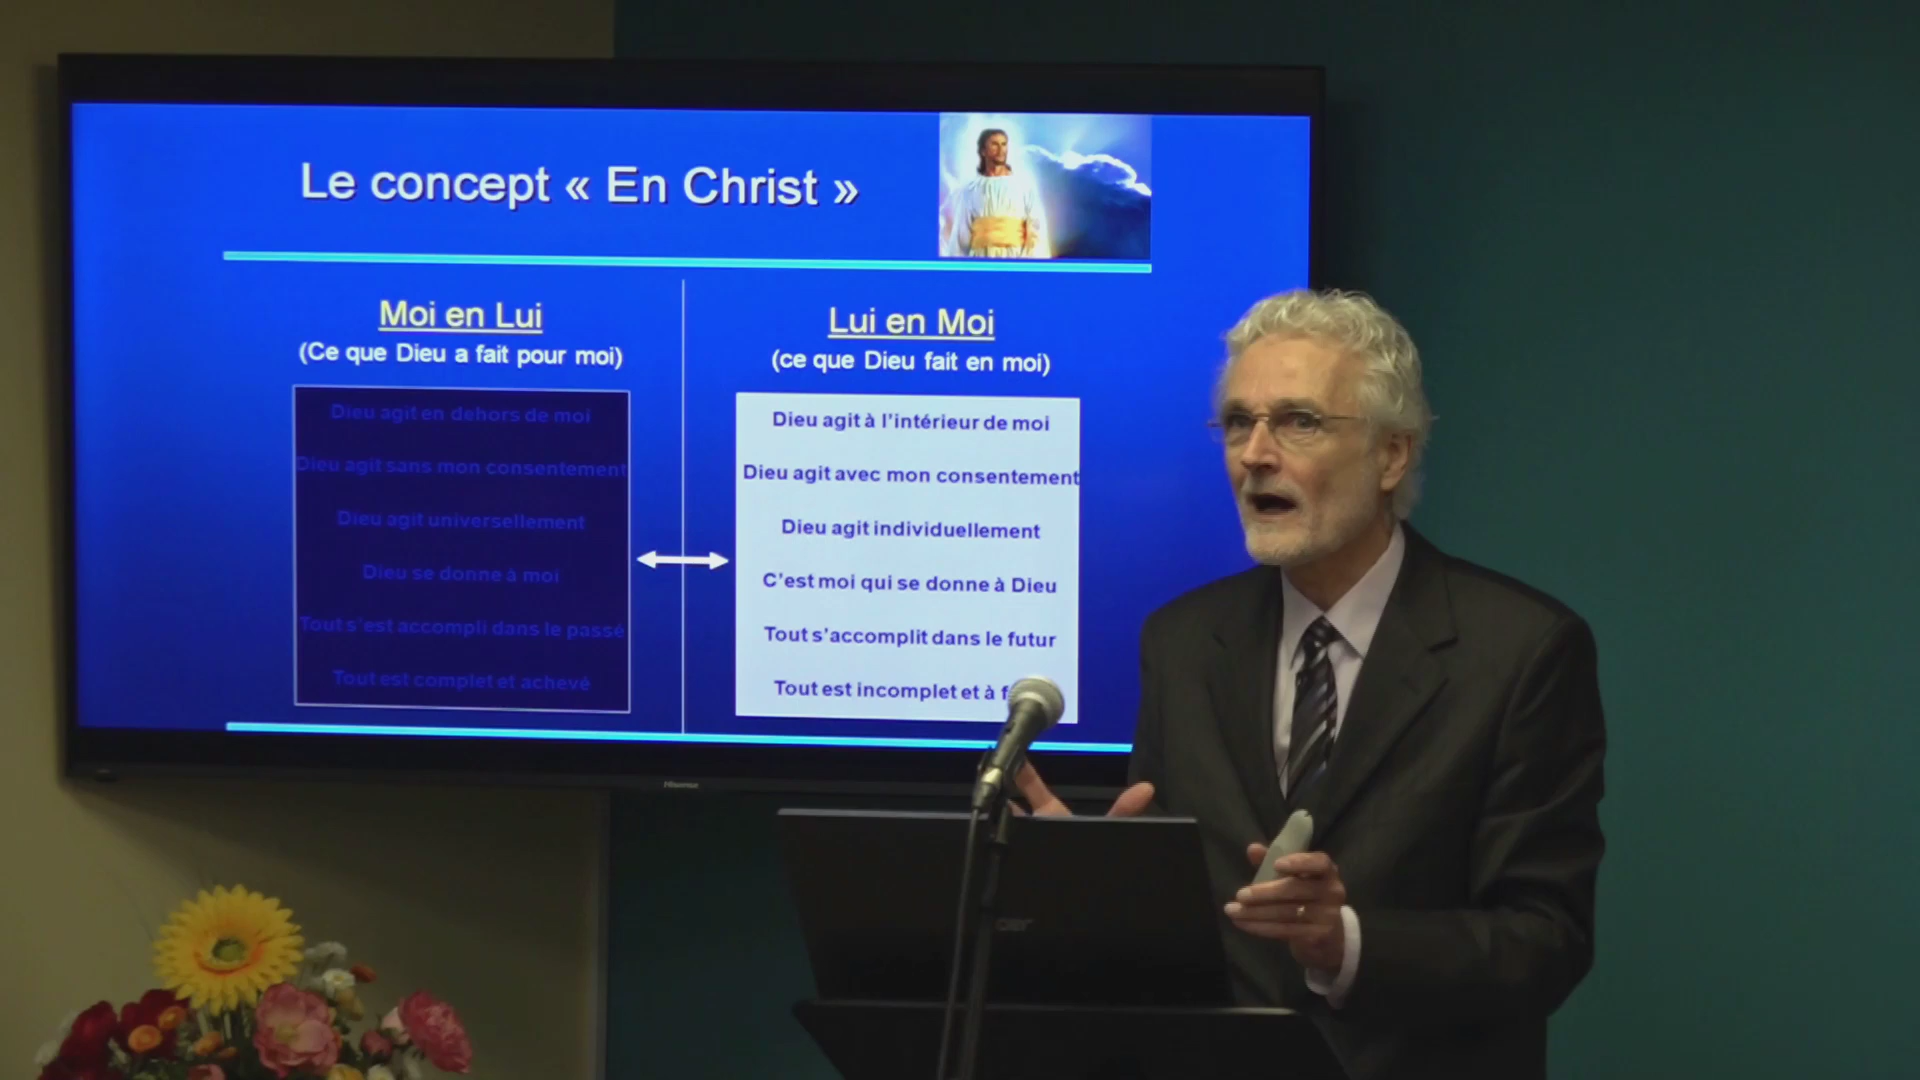 Le concept « En Christ »
Moi en Lui
(Ce que Dieu a fait pour moi)
Dieu agit en dehors de moi
Dieu agit sans mon consentement
Dieu agit universellement
Dieu se donne à moi
Tout s'est accompli dans le passé
Tout est complet et achevé
Lui en Moi
(ce que Dieu fait en moi)
Dieu agit à l'intérieur de moi
Dieu agit avec mon consentement
Dieu agit individuellement
C'est moi qui se donne à Dieu
Tout s'accomplit dans le futur
Tout est incomplet et à
Hisense
acer